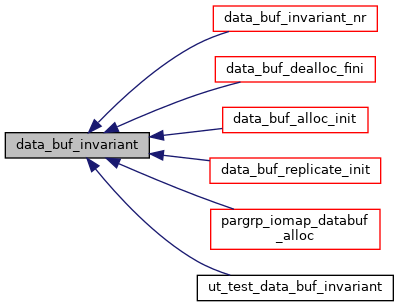 data_buf_invariant_nr
data_buf_dealloc_fini
data_buf_alloc_init
data_buf_invariant
data_buf_replicate_init
pargrp_iomap_databuf
_alloc
ut_test_data_buf_invariant